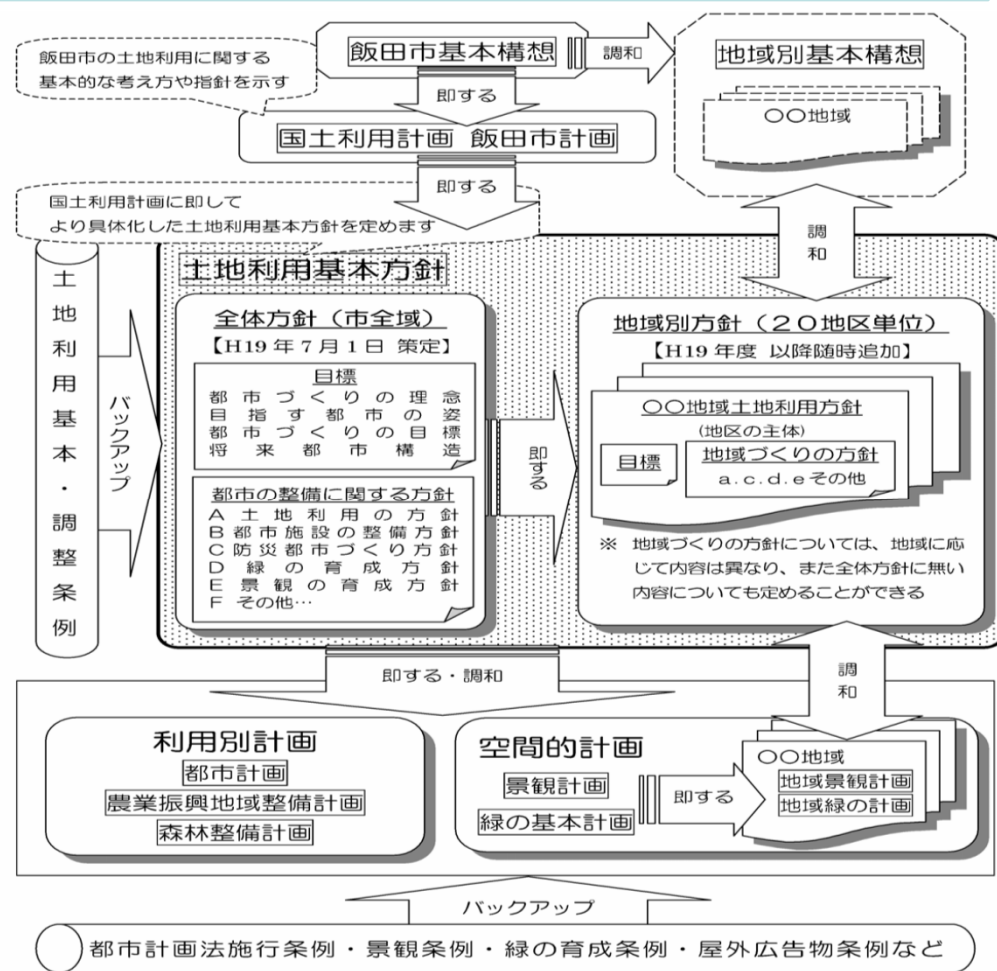 飯田市の土地利用に関する
基本的な考え方や指針を示す
飯田市基本構想
調和
地域別基本構想
〇〇地域
即する
国土利用計画 飯田市計画
即する
国土利用計画に即して
より具体化した土地利用基本方針を定めます
調和
土地利用基本・調整条例
バックアップ
土地利用基本方針
全体方針（市全域）
【H19 年 7 月 1 日 策定】
目標
都市づくりの理念
目指す都市の姿
都市づくりの目標
将来都市構造
都市の整備に関する方針
A 土地利用の方針
B 都市施設の整備方針
C 防災都市づくり方針
D 緑の育成方針
E 景観の育成方針
F その他…
即する
地域別方針（２０地区単位）
【H19 年度 以降随時追加】
〇〇地域土地利用方針
(地区の主体)
目標
地域づくりの方針
a.c.d.e その他
※ 地域づくりの方針については、地域に応
じて内容は異なり、また全体方針に無い
内容についても定めることができる
即する・調和
調和
利用別計画
都市計画
農業振興地域整備計画
森林整備計画
空間的計画
景観計画
緑の基本計画
即する
〇〇地域
地域景観計画
地域緑の計画
バックアップ
都市計画法施行条例・景観条例・緑の育成条例・屋外広告物条例など